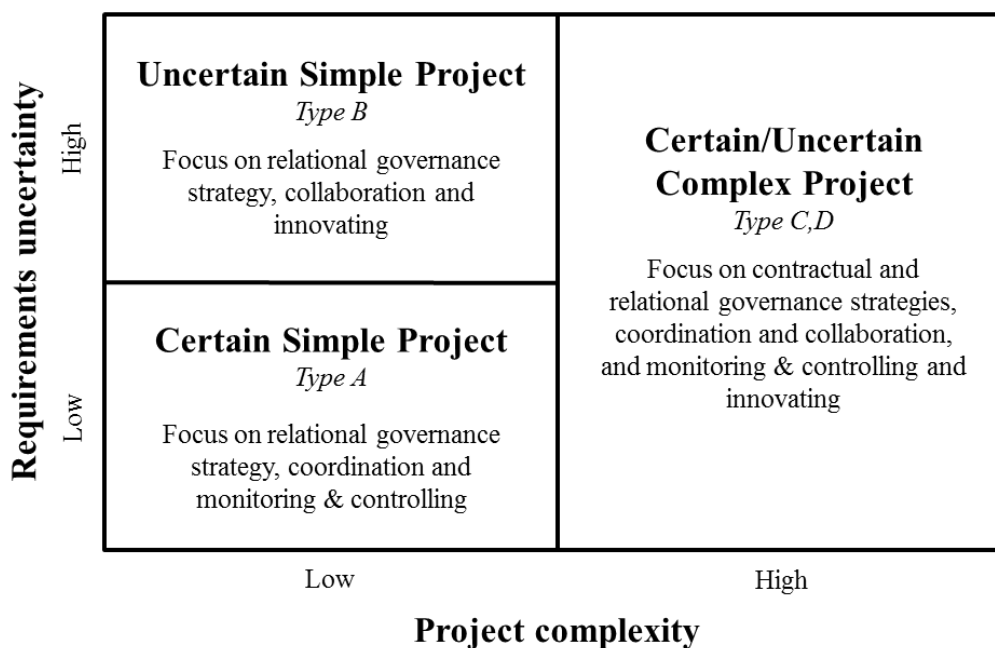 Requirements uncertainty
High
Low
Uncertain Simple Project
Type B
Focus on relational governance
strategy, collaboration and
innovating
Certain Simple Project
Type A
Focus on relational governance
strategy, coordination and
monitoring & controlling
Certain/Uncertain
Complex Project
Type C,D
Focus on contractual and
relational governance strategies,
coordination and collaboration,
and monitoring & controlling and
innovating
Low
High
Project complexity